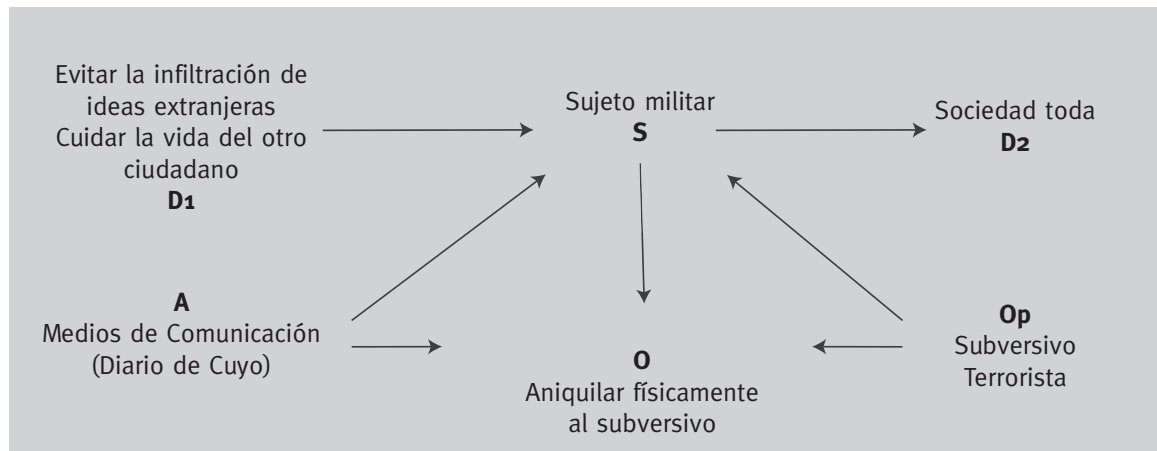 Evitar la infiltración de
ideas extranjeras
Cuidar la vida del otro
ciudadano
D1
Sujeto militar
S
Sociedad toda
D2
A
Medios de Comunicación
(Diario de Cuyo)
O
Aniquilar físicamente
al subversivo
Op
Subversivo
Terrorista